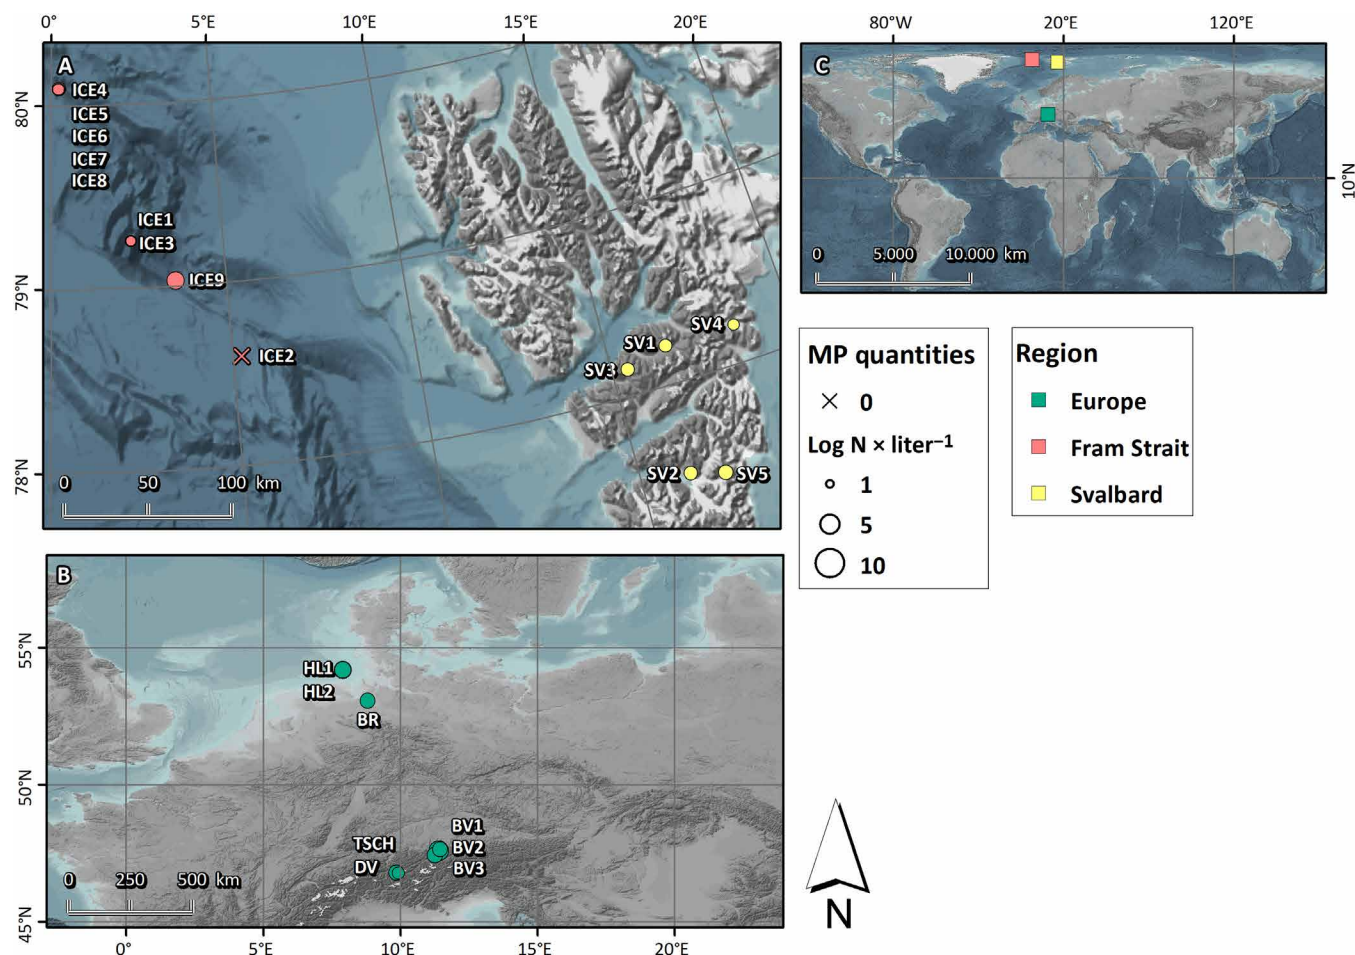 0° 5°E 10°E 15°E 20°E
80°N
79°N
78°N
A
ICE4
ICE5
ICE6
ICE7
ICE8
ICE1
ICE3
ICE9
ICE2
SV4
SV1
SV3
SV2 SV5
0 50 100 km
80°W 20°E 120°E
C
10°N
0 5.000 10.000 km
MP quantities
0
Log N × liter⁻¹
1
5
10
Region
Europe
Fram Strait
Svalbard
B
55°N
50°N
45°N
HL1
HL2
BR
BV1
TSCH
BV2
DV
BV3
0 250 500 km
0° 5°E 10°E 15°E 20°E
N